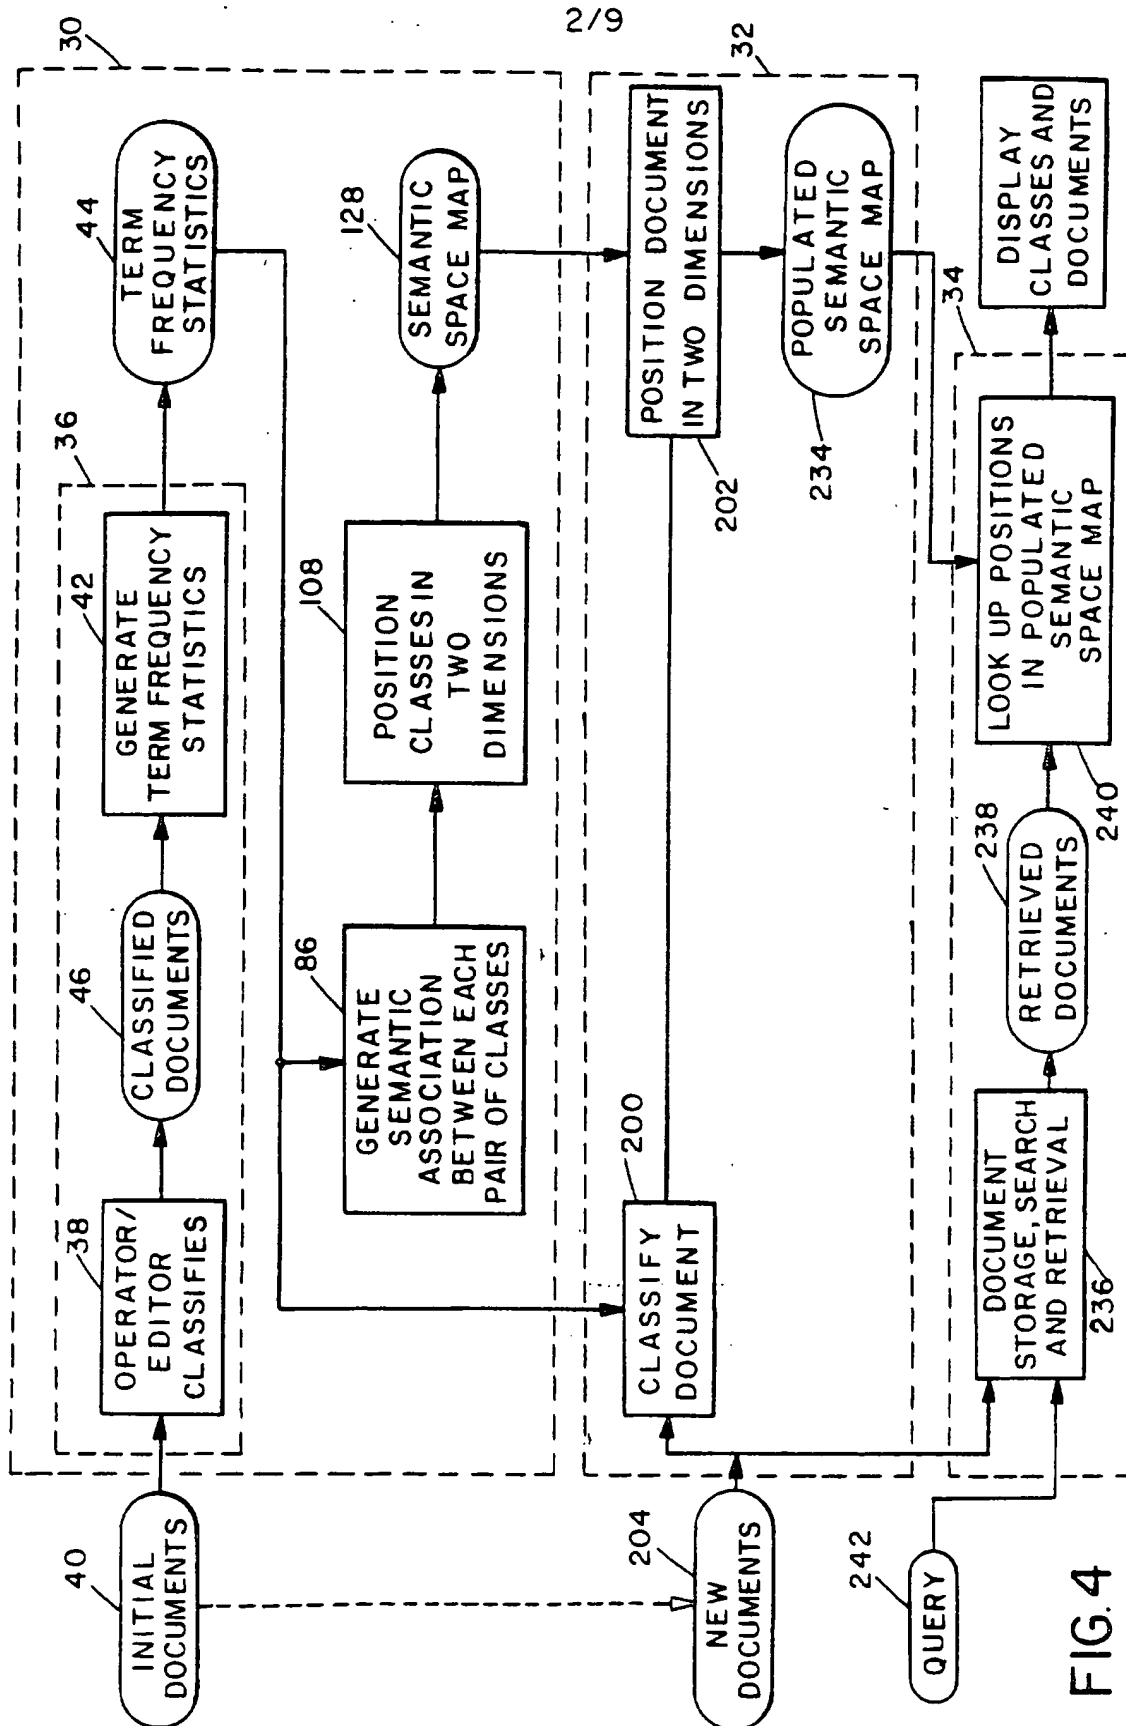 2/9
30
36
40
INITIAL
DOCUMENTS
38
OPERATOR/
EDITOR
CLASSIFIES
46
CLASSIFIED
DOCUMENTS
42
GENERATE
TERM FREQUENCY
STATISTICS
44
TERM
FREQUENCY
STATISTICS
86
GENERATE
SEMANTIC
ASSOCIATION
BETWEEN EACH
PAIR OF CLASSES
108
POSITION
CLASSES IN
TWO
DIMENSIONS
128
SEMANTIC
SPACE MAP
32
204
NEW
DOCUMENTS
200
CLASSIFY
DOCUMENT
POSITION DOCUMENT
IN TWO DIMENSIONS
202
POPULATED
SEMANTIC
SPACE MAP
234
34
242
QUERY
DOCUMENT
STORAGE, SEARCH
AND RETRIEVAL
236
238
RETRIEVED
DOCUMENTS
LOOK UP POSITIONS
IN POPULATED
SEMANTIC
SPACE MAP
240
DISPLAY
CLASSES AND
DOCUMENTS
FIG. 4